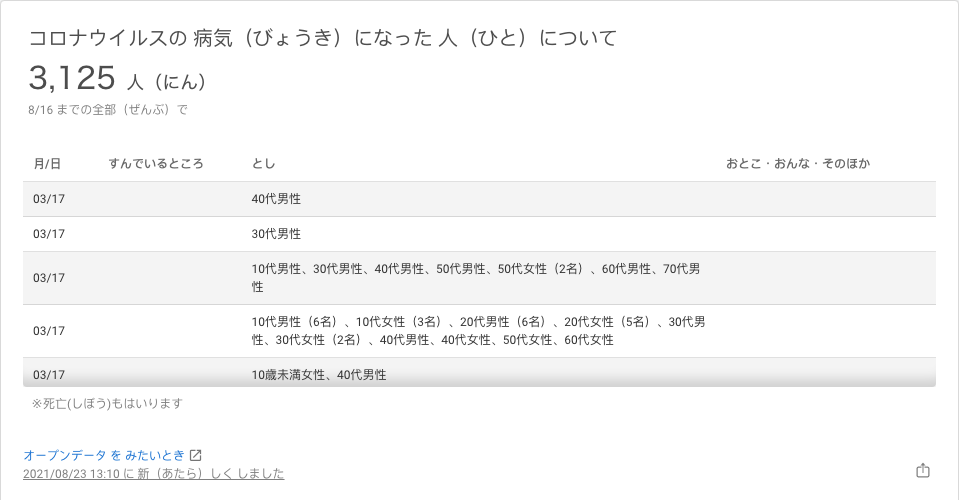 コロナウイルスの 病気（びょうき）になった 人（ひと）について
3,125 人（にん）
8/16 までの全部（ぜんぶ）で
月/日 すんでいるところ とし おとこ・おんな・そのほか
03/17 40代男性
03/17 30代男性
03/17 10代男性、30代男性、40代男性、50代男性、50代女性（2名）、60代男性、70代男
性
03/17 10代男性（6名）、10代女性（3名）、20代男性（6名）、20代女性（5名）、30代男
性、30代女性（2名）、40代男性、40代女性、50代女性、60代女性
03/17 10歳未満女性、40代男性
※死亡(しぼう)もはいります
オープンデータ を みたいとき
2021/08/23 13:10 に 新（あたら）しく しました